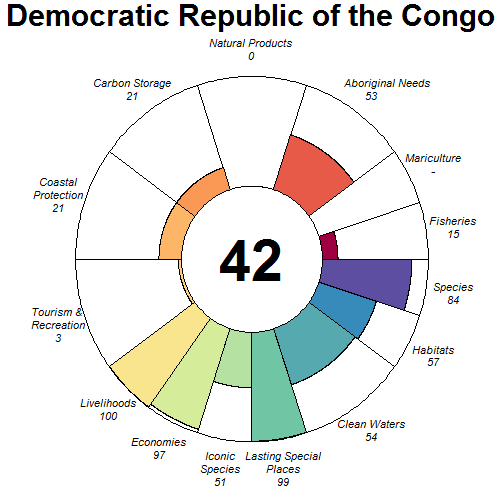 Democratic Republic of the Congo
Natural Products
0
Carbon Storage
21
Aboriginal Needs
53
Mariculture
-
Coastal
Protection
21
Fisheries
15
42
Species
84
Tourism &
Recreation
3
Habitats
57
Livelihoods
100
Clean Waters
54
Economies
97
Iconic
Species
51
Lasting Special
Places
99